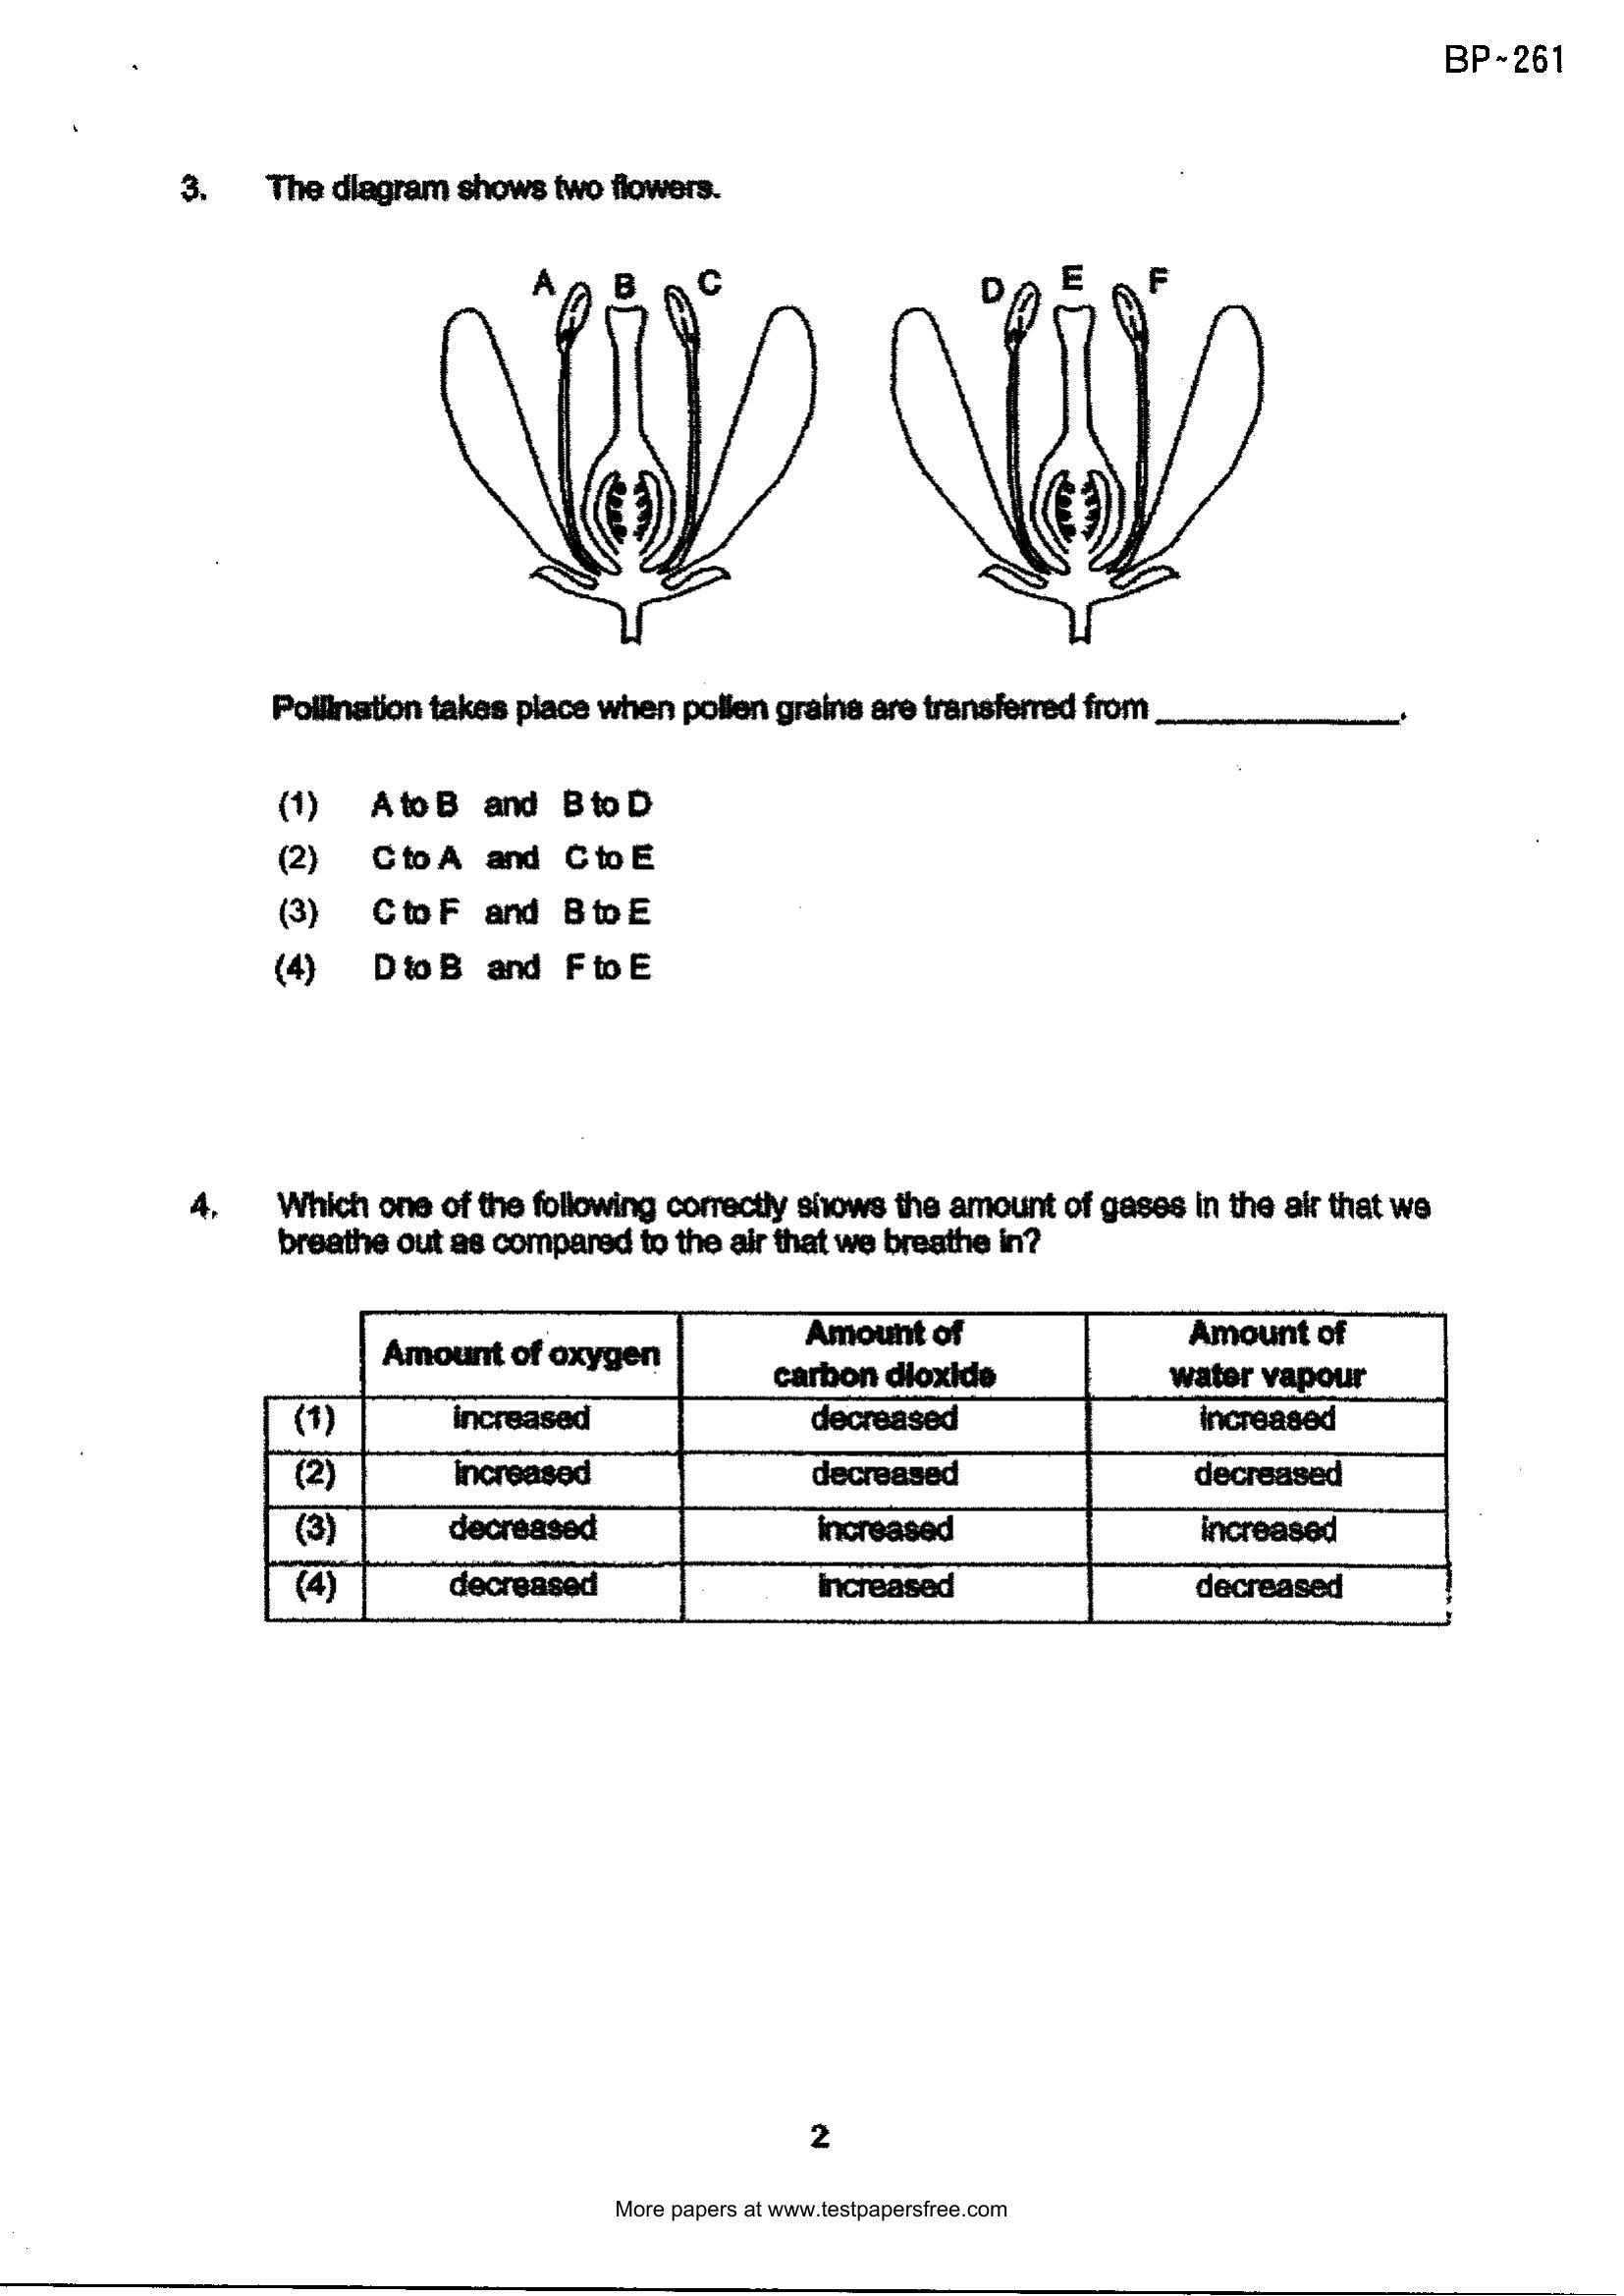 BP~261
3. The diagram shows two flowers.
A B C D E F
Pollination takes place when pollen grains are transferred from ____________.
(1) A to B and B to D
(2) C to A and C to E
(3) C to F and B to E
(4) D to B and F to E
4. Which one of the following correctly shows the amount of gases in the air that we
breathe out as compared to the air that we breathe in?
Amount of oxygen Amount of carbon dioxide Amount of water vapour
(1) increased decreased increased
(2) increased decreased decreased
(3) decreased increased increased
(4) decreased increased decreased
2
More papers at www.testpapersfree.com